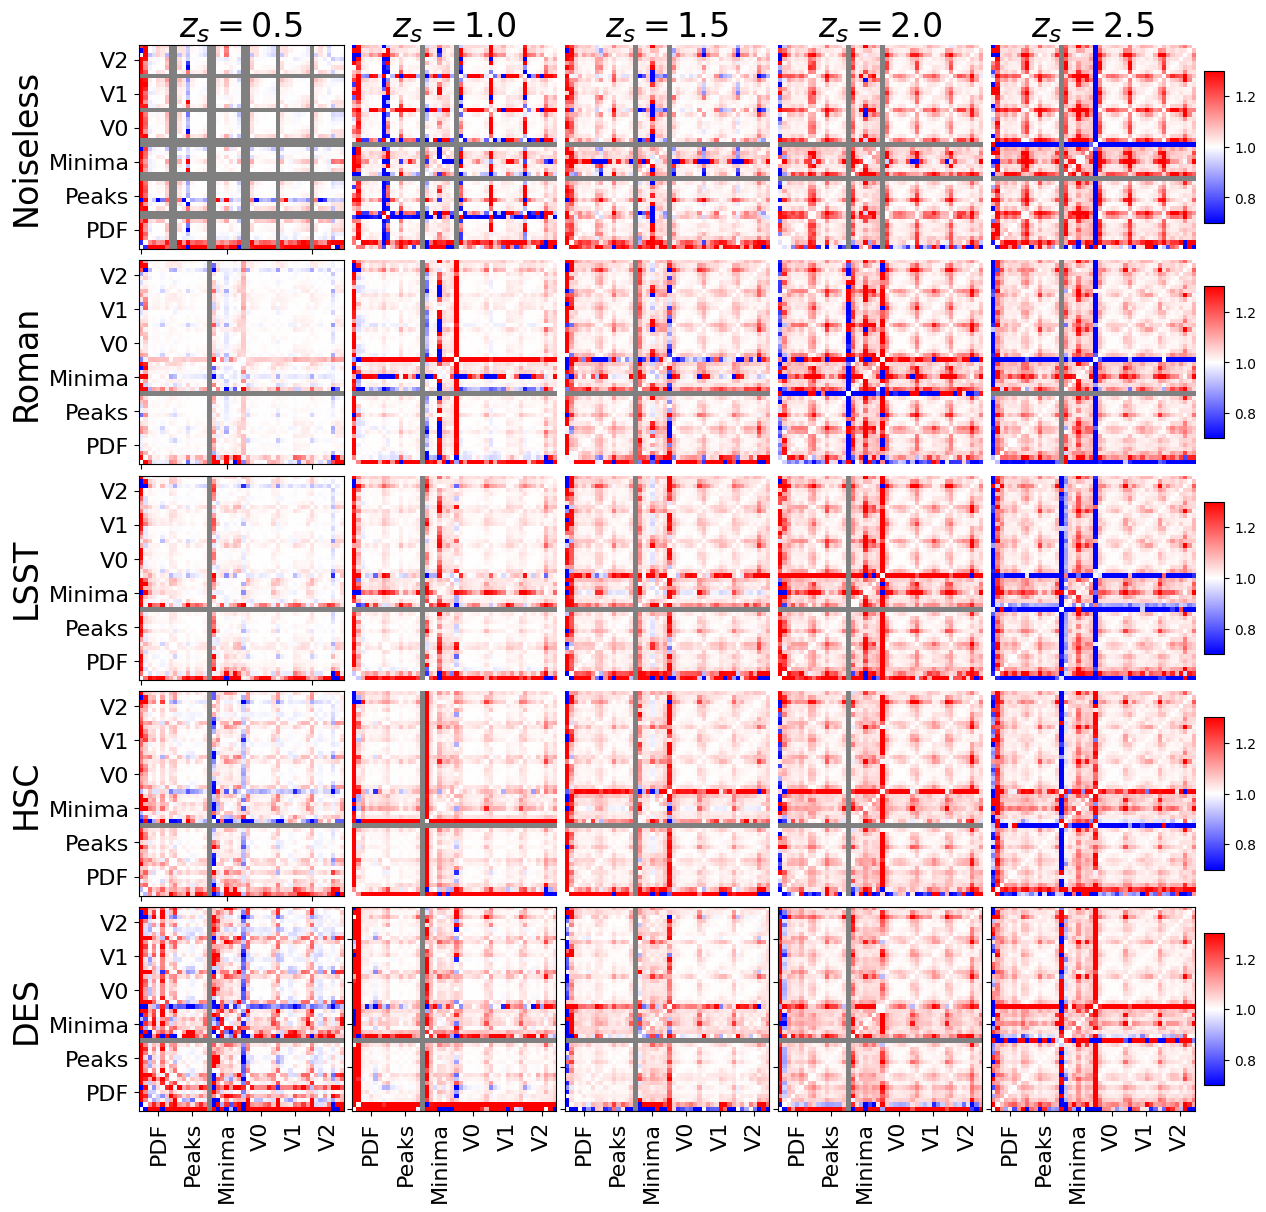 z_s = 0.5 z_s = 1.0 z_s = 1.5 z_s = 2.0 z_s = 2.5
Noiseless
V2
V1
V0
Minima
Peaks
PDF
1.2
1.0
0.8
Roman
V2
V1
V0
Minima
Peaks
PDF
1.2
1.0
0.8
LSST
V2
V1
V0
Minima
Peaks
PDF
1.2
1.0
0.8
HSC
V2
V1
V0
Minima
Peaks
PDF
1.2
1.0
0.8
DES
V2
V1
V0
Minima
Peaks
PDF
1.2
1.0
0.8
PDF Peaks Minima V0 V1 V2 PDF Peaks Minima V0 V1 V2 PDF Peaks Minima V0 V1 V2 PDF Peaks Minima V0 V1 V2 PDF Peaks Minima V0 V1 V2